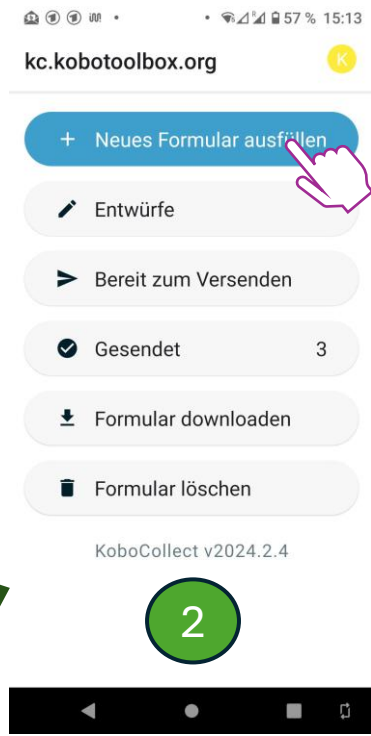 57 % 15:13
kc.kobotoolbox.org K
+ Neues Formular ausfüllen
Entwürfe
Bereit zum Versenden
Gesendet 3
Formular downloaden
Formular löschen
KoboCollect v2024.2.4
2